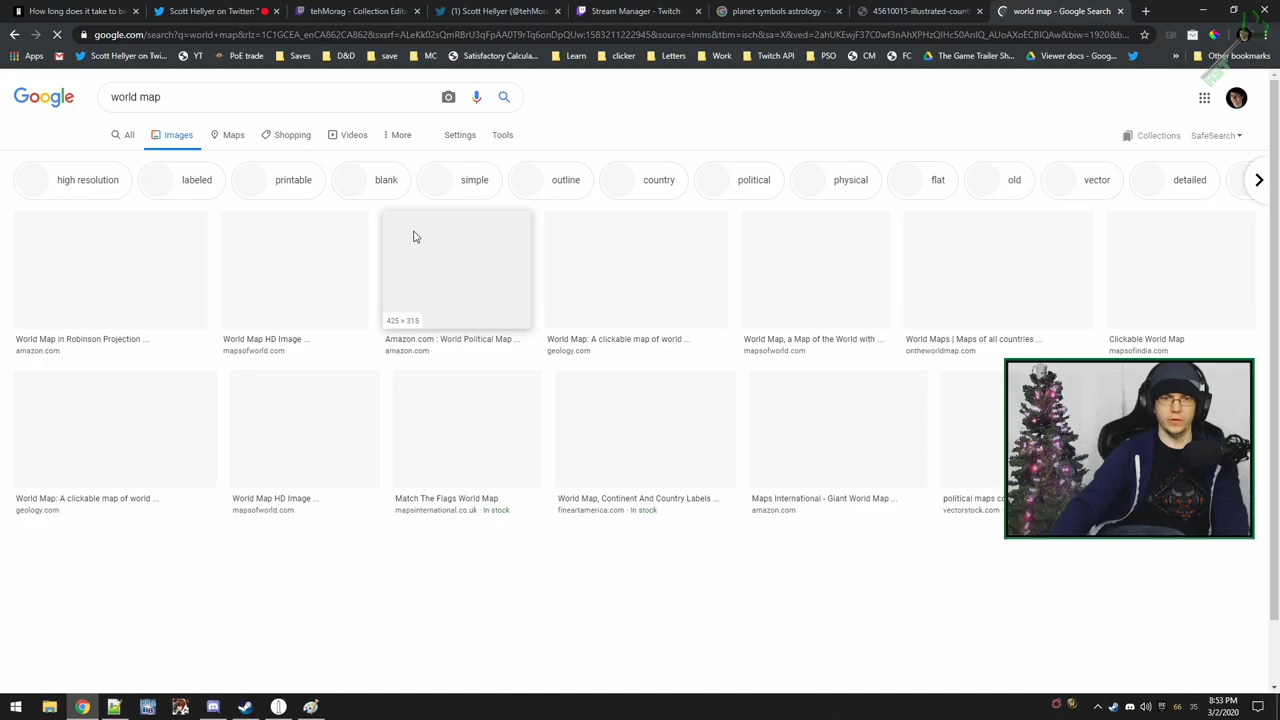 How long does it take to be
Scott Hellyer on Twitter:
tehMorag - Collection Edito
(1) Scott Hellyer (@tehMora
Stream Manager - Twitch
planet symbols astrology -
45610015-illustrated-count
world map - Google Search
Apps
Scott Hellyer on Twi...
YT
PoE trade
Saves
D&D
save
MC
Satisfactory Calcula...
Learn
clicker
Letters
Work
Twitch API
PSO
CM
FC
The Game Trailer Sh...
Viewer docs - Goog...
Other bookmarks
Google
world map
All
Images
Maps
Shopping
Videos
More
Settings
Tools
Collections
SafeSearch
high resolution
labeled
printable
blank
simple
outline
country
political
physical
flat
old
vector
detailed
425 × 315
World Map in Robinson Projection ...
amazon.com
World Map HD Image ...
mapsofworld.com
Amazon.com : World Political Map ...
amazon.com
World Map: A clickable map of world ...
geology.com
World Map, a Map of the World with ...
mapsofworld.com
World Maps | Maps of all countries ...
ontheworldmap.com
Clickable World Map
mapsofindia.com
World Map: A clickable map of world ...
geology.com
World Map HD Image ...
mapsofworld.com
Match The Flags World Map
mapsinternational.co.uk · In stock
World Map, Continent And Country Labels ...
fineartamerica.com · In stock
Maps International - Giant World Map ...
amazon.com
political maps co
vectorstock.com
66
35
8:53 PM
3/2/2020